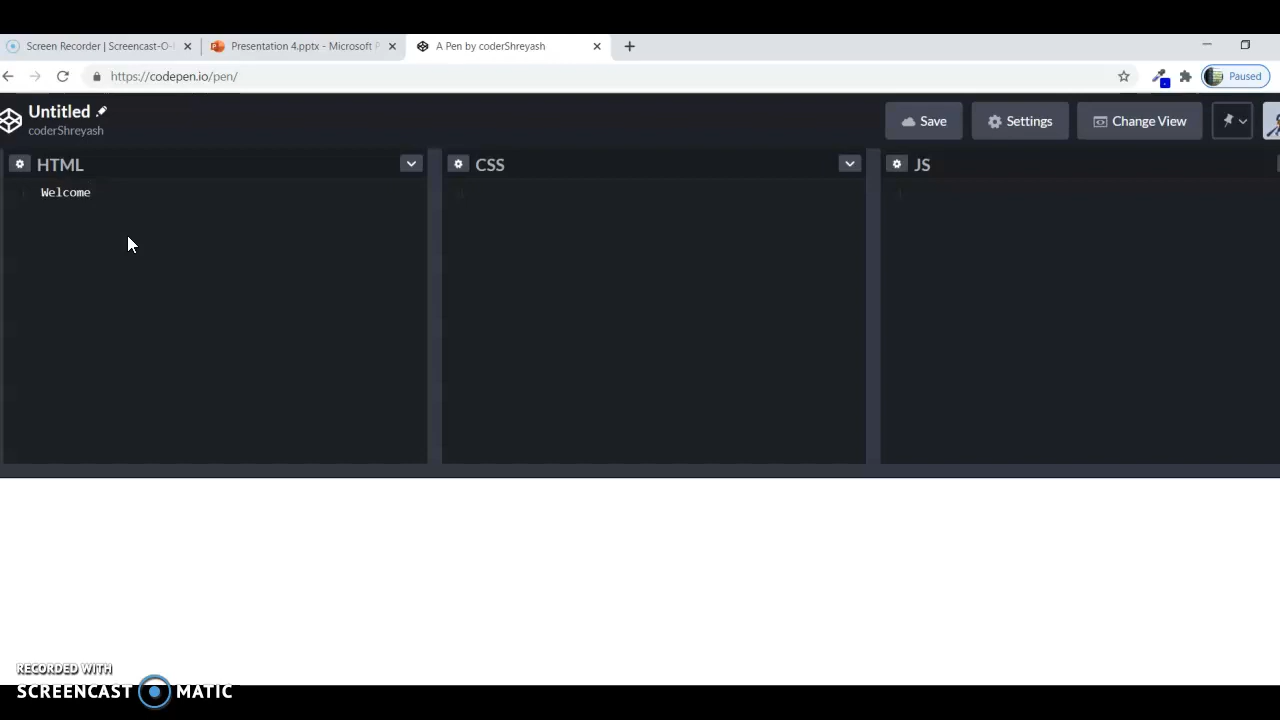 Screen Recorder | Screencast-O-
Presentation 4.pptx - Microsoft P
A Pen by coderShreyash
https://codepen.io/pen/
Paused
Untitled
coderShreyash
Save
Settings
Change View
HTML
CSS
JS
Welcome
RECORDED WITH
SCREENCAST MATIC